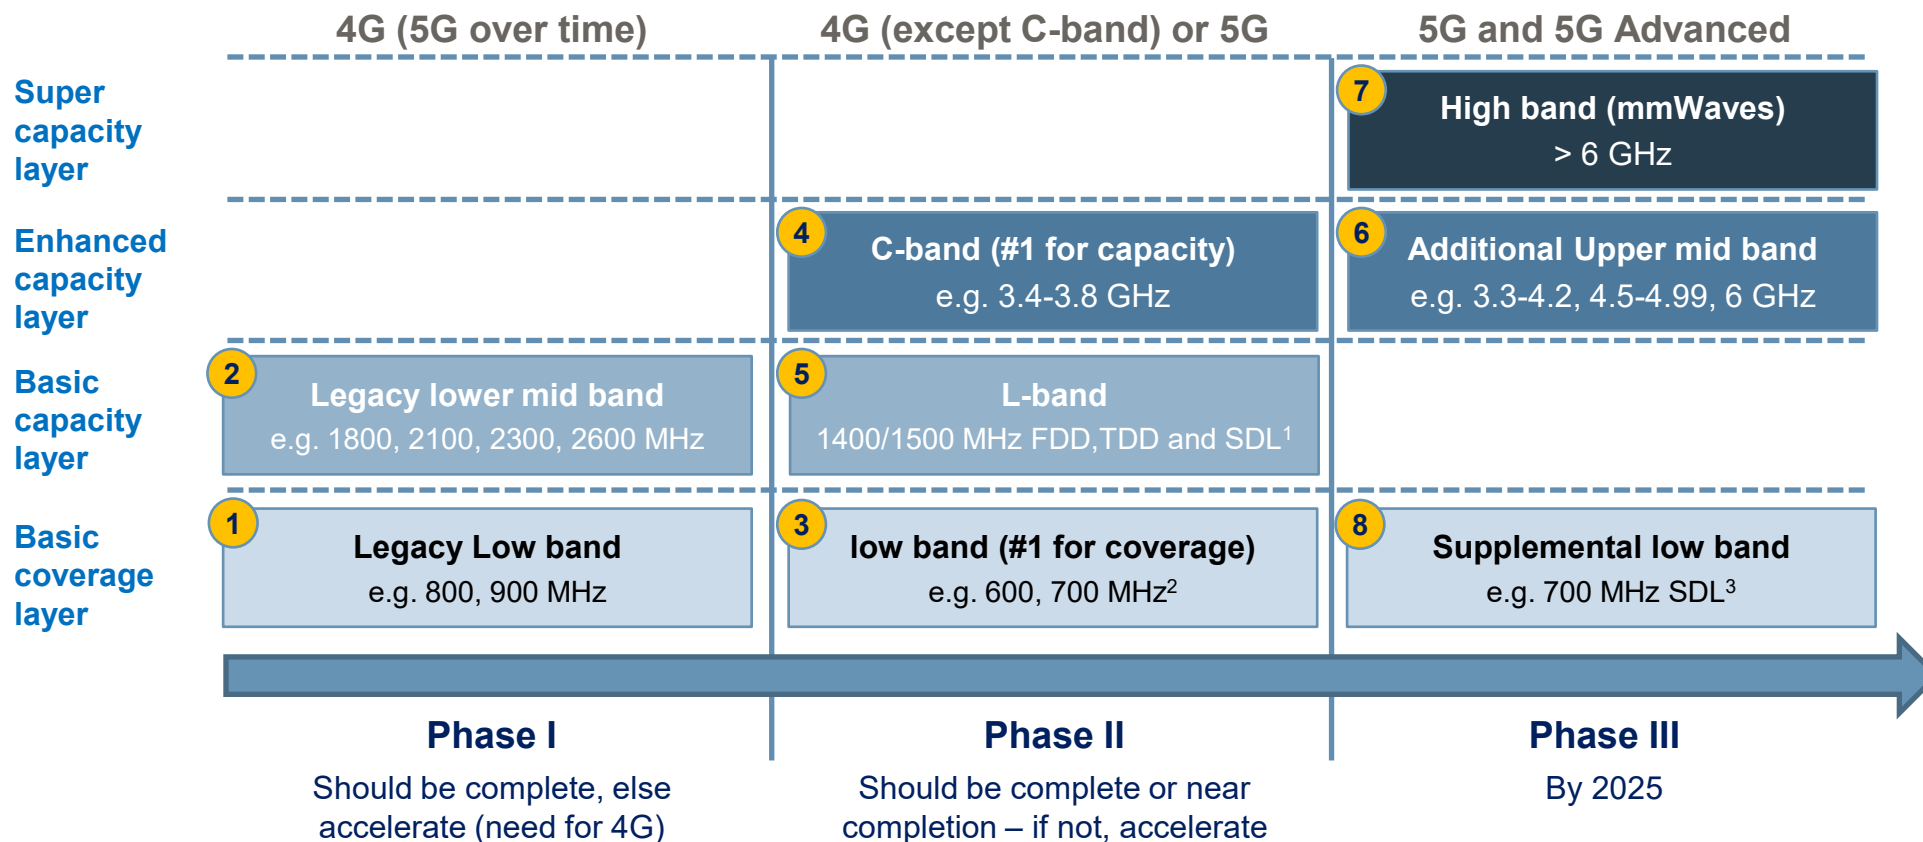 4G (5G over time)
4G (except C-band) or 5G
5G and 5G Advanced
Super
capacity
layer
7
High band (mmWaves)
> 6 GHz
Enhanced
capacity
layer
4
C-band (#1 for capacity)
e.g. 3.4-3.8 GHz
6
Additional Upper mid band
e.g. 3.3-4.2, 4.5-4.99, 6 GHz
Basic
capacity
layer
2
Legacy lower mid band
e.g. 1800, 2100, 2300, 2600 MHz
5
L-band
1400/1500 MHz FDD,TDD and SDL¹
Basic
coverage
layer
1
Legacy Low band
e.g. 800, 900 MHz
3
low band (#1 for coverage)
e.g. 600, 700 MHz²
8
Supplemental low band
e.g. 700 MHz SDL³
Phase I
Should be complete, else
accelerate (need for 4G)
Phase II
Should be complete or near
completion – if not, accelerate
Phase III
By 2025